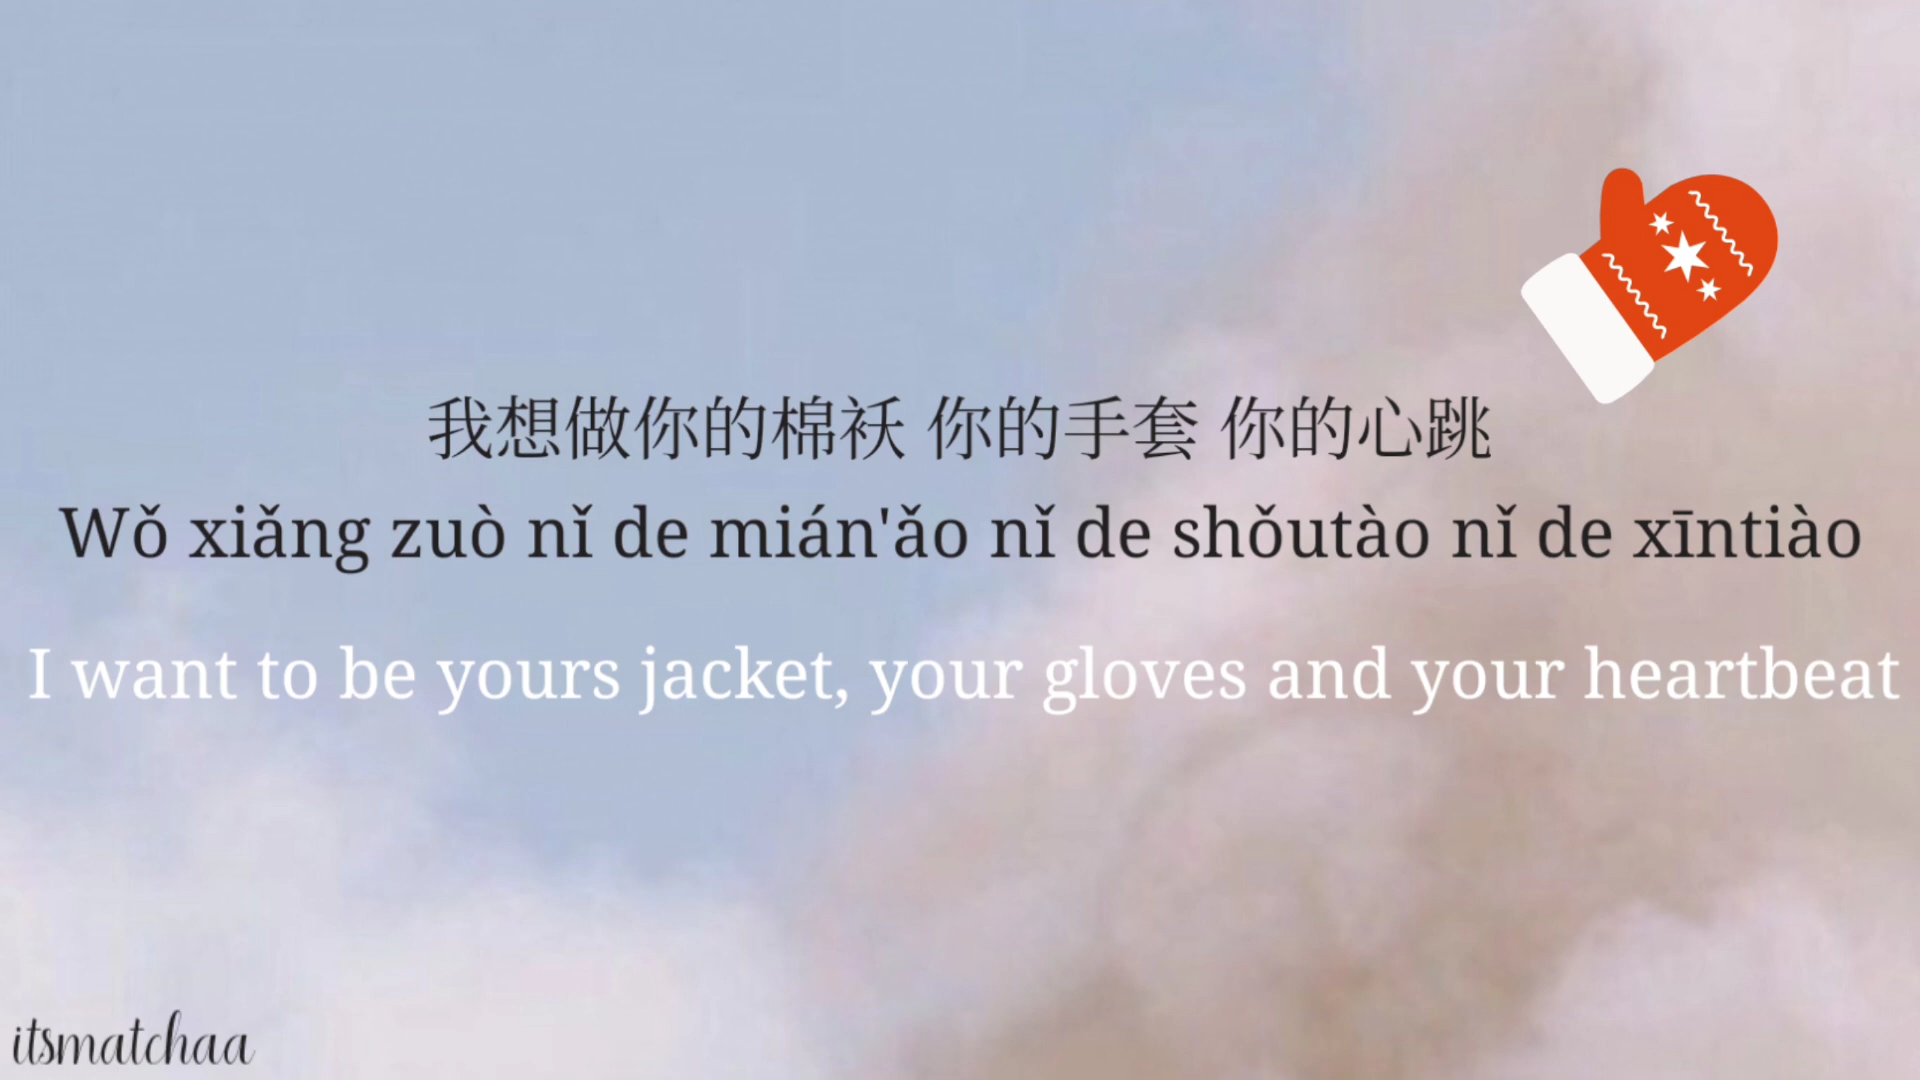 我想做你的棉袄 你的手套 你的心跳
Wǒ xiǎng zuò nǐ de mián'ǎo nǐ de shǒutào nǐ de xīntiào
I want to be yours jacket, your gloves and your heartbeat
itsmatchaa